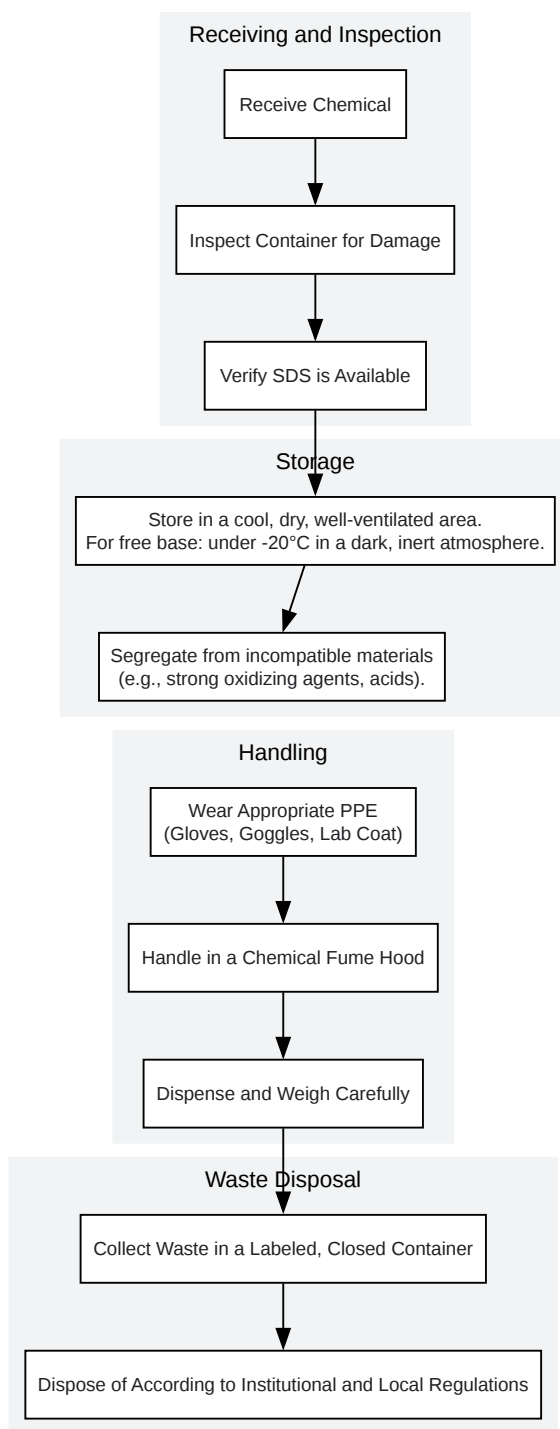 Receiving and Inspection
Receive Chemical
Inspect Container for Damage
Verify SDS is Available
Storage
Store in a cool, dry, well-ventilated area.
For free base: under -20°C in a dark, inert atmosphere.
Segregate from incompatible materials
(e.g., strong oxidizing agents, acids).
Handling
Wear Appropriate PPE
(Gloves, Goggles, Lab Coat)
Handle in a Chemical Fume Hood
Dispense and Weigh Carefully
Waste Disposal
Collect Waste in a Labeled, Closed Container
Dispose of According to Institutional and Local Regulations